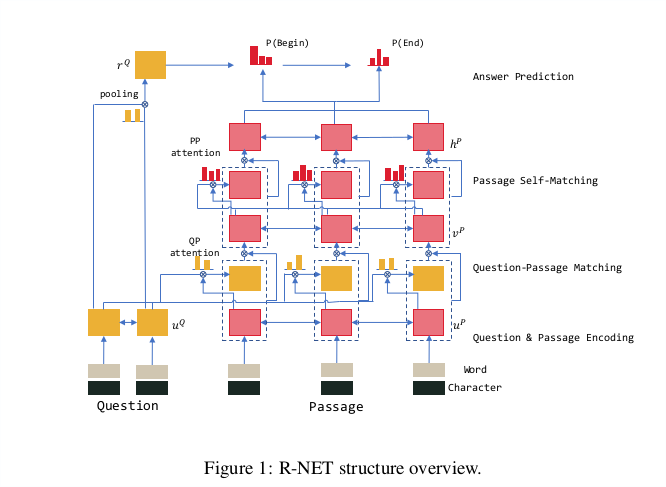 P(Begin)
P(End)
r^Q
Answer Prediction
pooling
PP
attention
h^P
Passage Self-Matching
v^P
QP
attention
Question-Passage Matching
u^Q
u^P
Question & Passage Encoding
Word
Character
Question
Passage
Figure 1: R-NET structure overview.